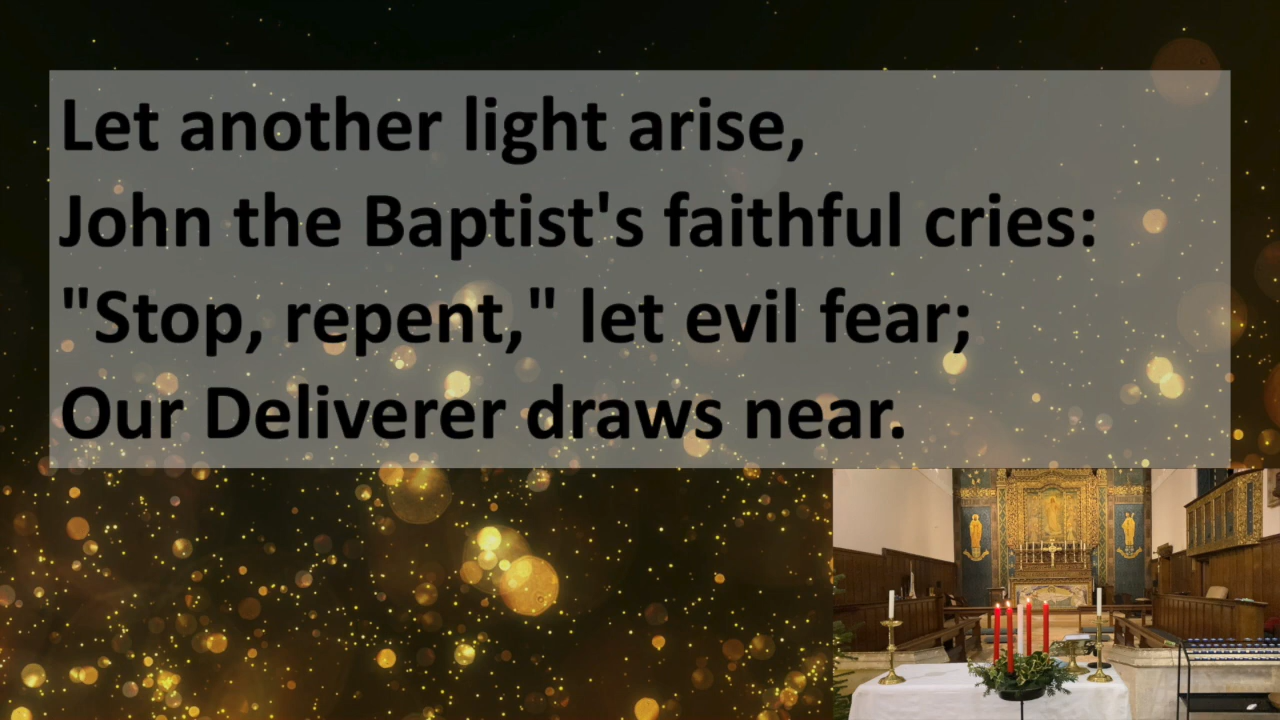 Let another light arise,
John the Baptist's faithful cries:
"Stop, repent," let evil fear;
Our Deliverer draws near.